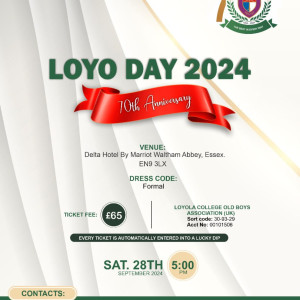 LOYO DAY 2024
70th Anniversary
VENUE:
Delta Hotel By Marriot Waltham Abbey, Essex.
EN9 3LX
DRESS CODE:
Formal
TICKET FEE:
£65
LOYOLA COLLEGE OLD BOYS
ASSOCIATION (UK)
Sort code: 30-93-29
Acct No: 00101506
EVERY TICKET IS AUTOMATICALLY ENTERED INTO A LUCKY DIP
SAT. 28TH
SEPTEMBER 2024
5:00
PM
CONTACTS: